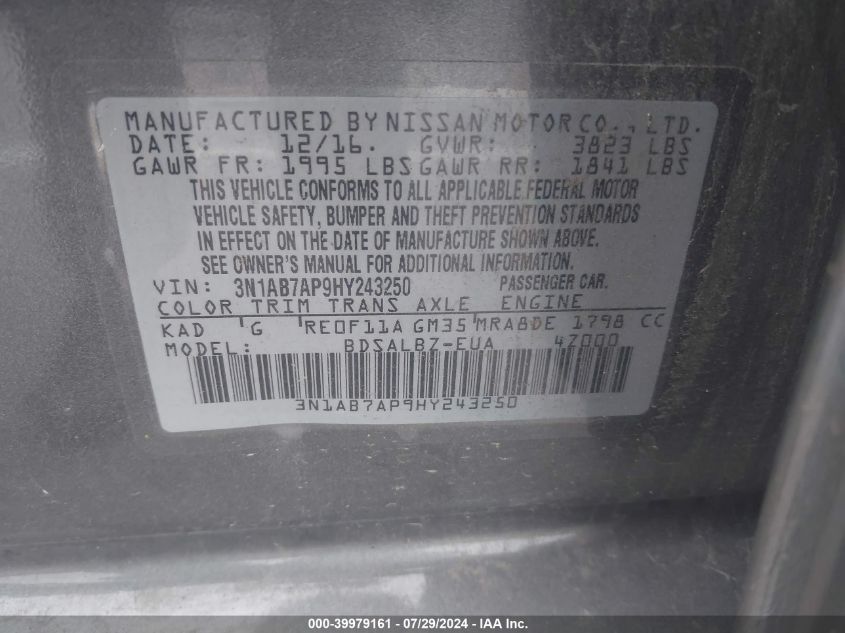 MANUFACTURED BY NISSAN MOTOR CO., LTD.
DATE: 12/16. GVWR: 3823 LBS
GAWR FR: 1995 LBS GAWR RR: 1841 LBS
THIS VEHICLE CONFORMS TO ALL APPLICABLE FEDERAL MOTOR
VEHICLE SAFETY, BUMPER AND THEFT PREVENTION STANDARDS
IN EFFECT ON THE DATE OF MANUFACTURE SHOWN ABOVE.
SEE OWNER'S MANUAL FOR ADDITIONAL INFORMATION.
VIN: 3N1AB7AP9HY243250 PASSENGER CAR.
COLOR TRIM TRANS AXLE ENGINE
KAD G RE0F11A GM35 MRA8DE 1798 CC
MODEL: BDSALBZ-EUA 4Z000
3N1AB7AP9HY243250
000-39979161 - 07/29/2024 - IAA Inc.